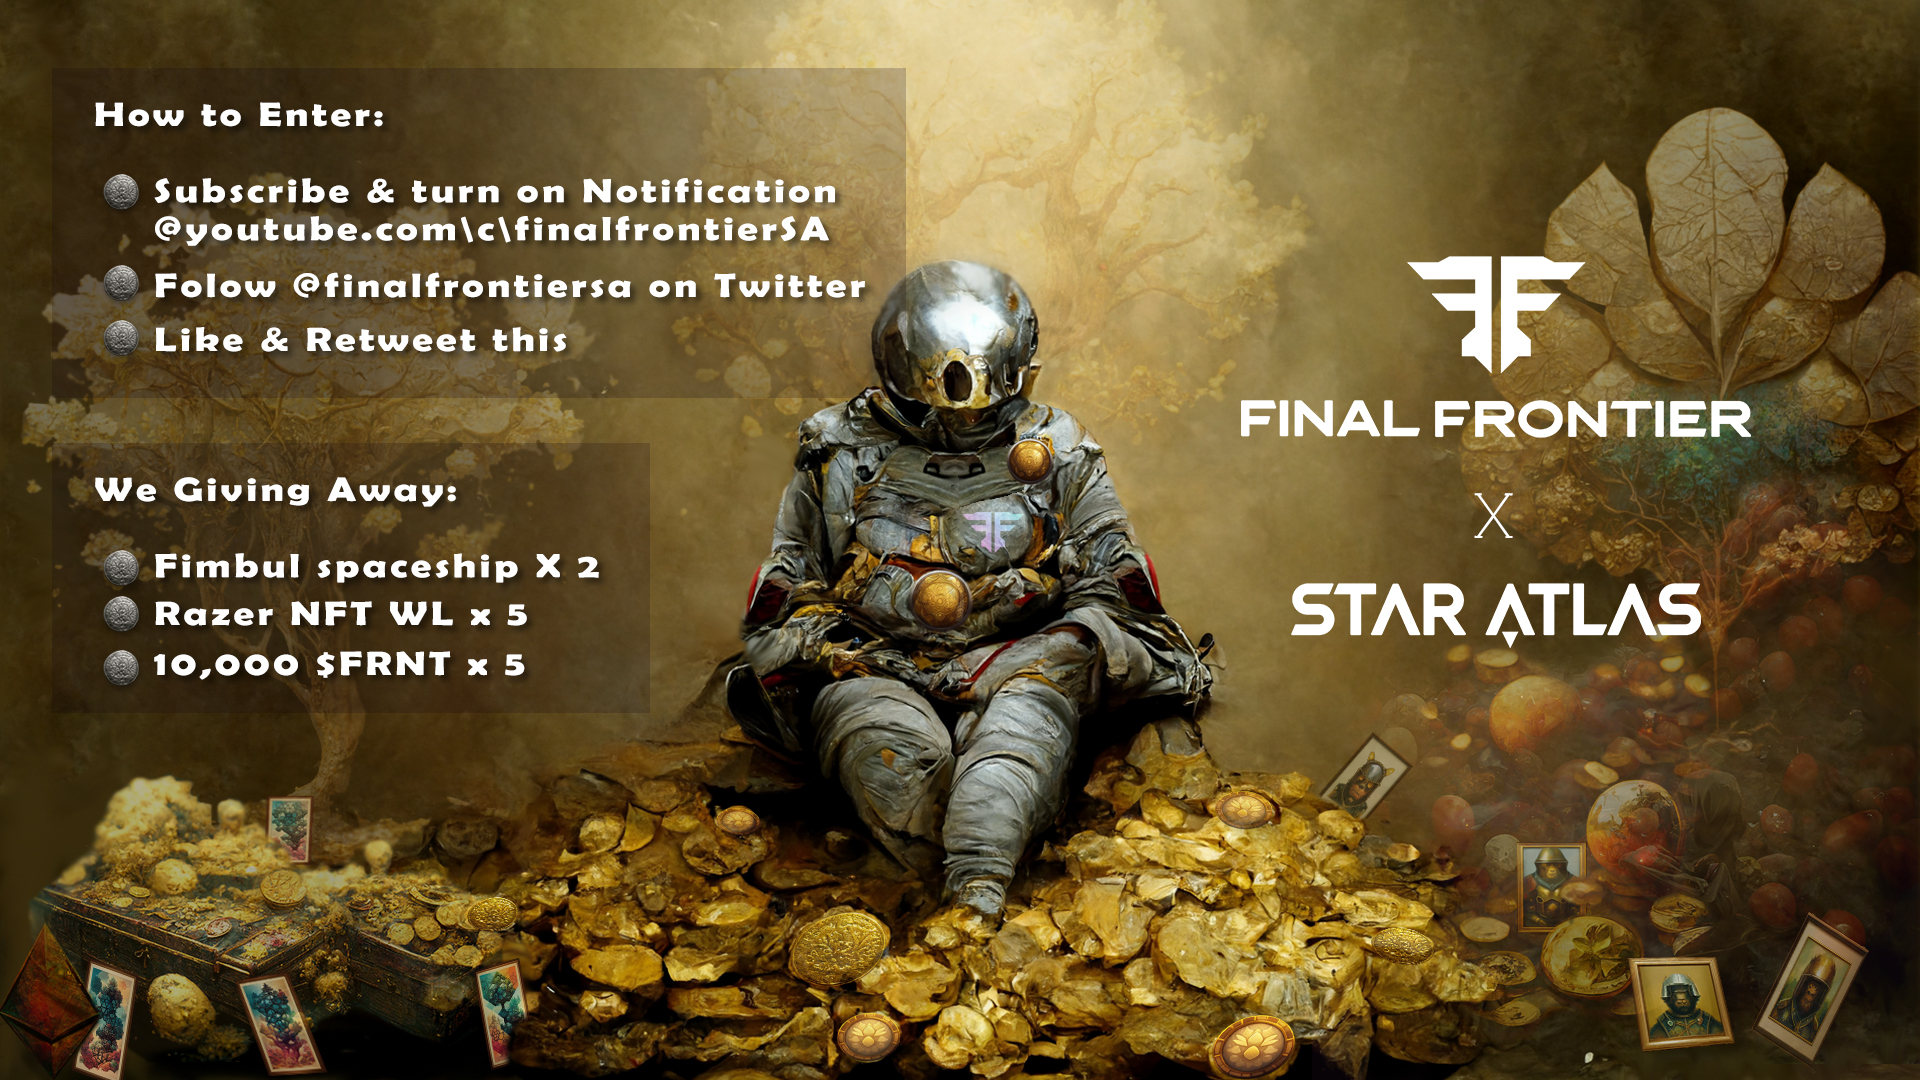 How to Enter:
Subscribe & turn on Notification
@youtube.com\c\finalfrontierSA
Folow @finalfrontiersa on Twitter
Like & Retweet this
We Giving Away:
Fimbul spaceship X 2
Razer NFT WL x 5
10,000 $FRNT x 5
FINAL FRONTIER
X
STAR ATLAS